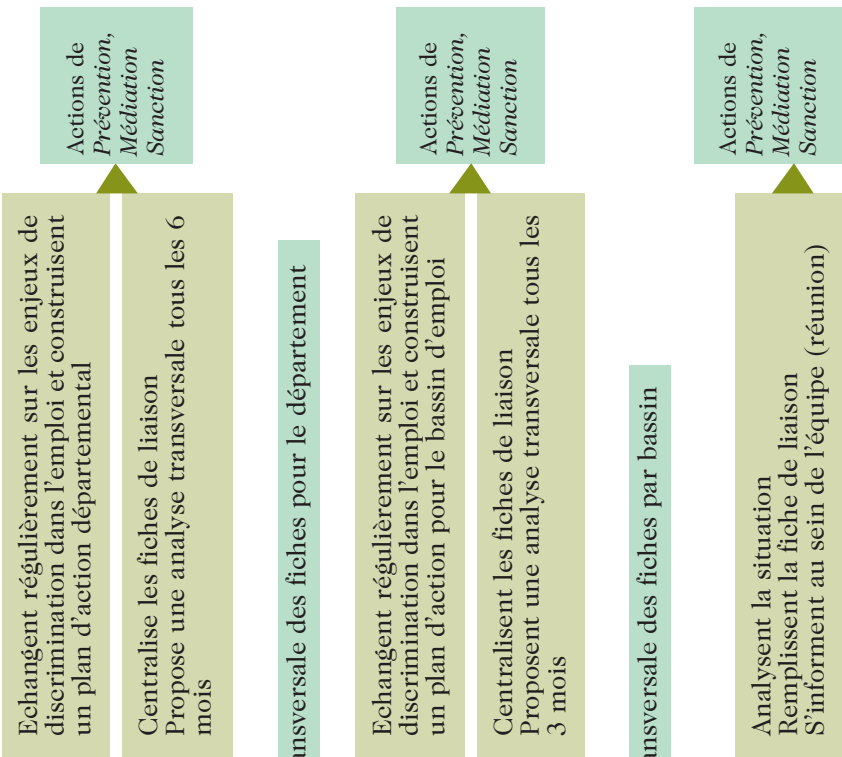 Echangent régulièrement sur les enjeux de
discrimination dans l'emploi et construisent
un plan d'action départemental
Centralise les fiches de liaison
Propose une analyse transversale tous les 6
mois
Actions de
Prévention,
Médiation
Sanction
des fiches pour le département
Echangent régulièrement sur les enjeux de
discrimination dans l'emploi et construisent
un plan d'action pour le bassin d'emploi
Centralisent les fiches de liaison
Proposent une analyse transversale tous les
3 mois
Actions de
Prévention,
Médiation
Sanction
des fiches par bassin
Analysent la situation
Remplissent la fiche de liaison
S'informent au sein de l'équipe (réunion)
Actions de
Prévention,
Médiation
Sanction